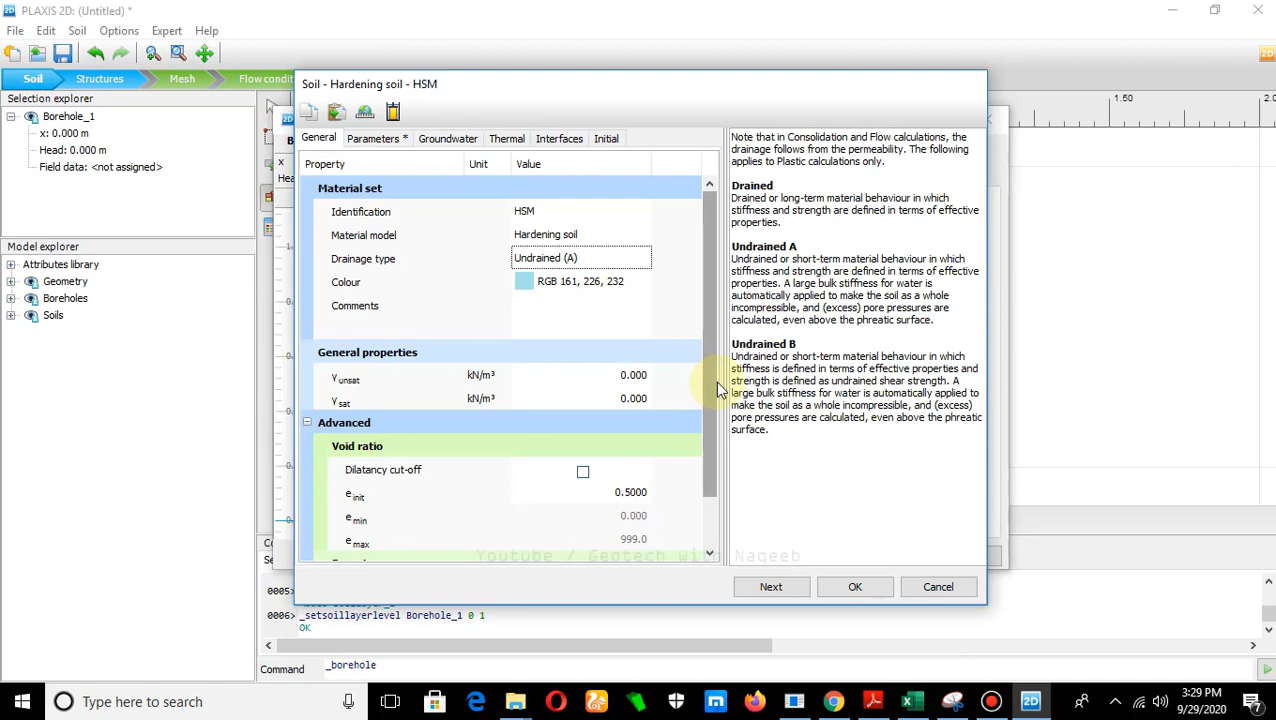 PLAXIS 2D: (Untitled) *
File Edit Soil Options Expert Help
Soil Structures Mesh Flow condi
Selection explorer
Borehole_1
x: 0.000 m
Head: 0.000 m
Field data: <not assigned>
Model explorer
Attributes library
Geometry
Boreholes
Soils
1.50 2.0
Soil - Hardening soil - HSM
General Parameters * Groundwater Thermal Interfaces Initial
Property Unit Value
Material set
Identification HSM
Material model Hardening soil
Drainage type Undrained (A)
Colour RGB 161, 226, 232
Comments
General properties
γ unsat kN/m³ 0.000
γ sat kN/m³ 0.000
Advanced
Void ratio
Dilatancy cut-off
e init 0.5000
e min 0.000
e max 999.0
Note that in Consolidation and Flow calculations, the
drainage follows from the permeability. The following
applies to Plastic calculations only.
Drained
Drained or long-term material behaviour in which
stiffness and strength are defined in terms of effective
properties.
Undrained A
Undrained or short-term material behaviour in which
stiffness and strength are defined in terms of effective
properties. A large bulk stiffness for water is
automatically applied to make the soil as a whole
incompressible, and (excess) pore pressures are
calculated, even above the phreatic surface.
Undrained B
Undrained or short-term material behaviour in which
stiffness is defined in terms of effective properties and
strength is defined as undrained shear strength. A
large bulk stiffness for water is automatically applied
to make the soil as a whole incompressible, and (excess)
pore pressures are calculated, even above the phreatic
surface.
Youtube / Geotech with Naqeeb
Next OK Cancel
0005>
0006> _setsoillayerlevel Borehole_1 0 1
OK
Command _borehole
Type here to search
3:29 PM
9/29/2020
7
2D